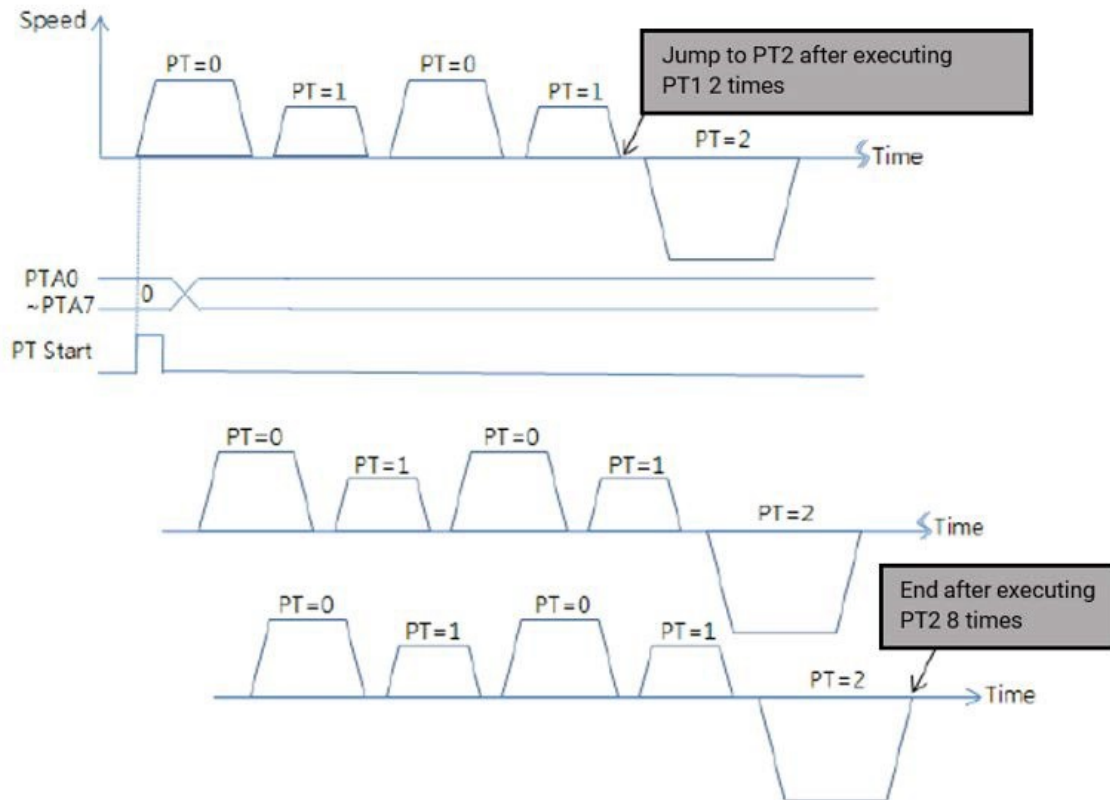 Speed
PT=0
PT=1
PT=0
PT=1
Jump to PT2 after executing
PT1 2 times
PT=2
Time
PTA0
~PTA7
0
PT Start
PT=0
PT=1
PT=0
PT=1
PT=2
Time
End after executing
PT2 8 times
PT=0
PT=1
PT=0
PT=1
PT=2
Time